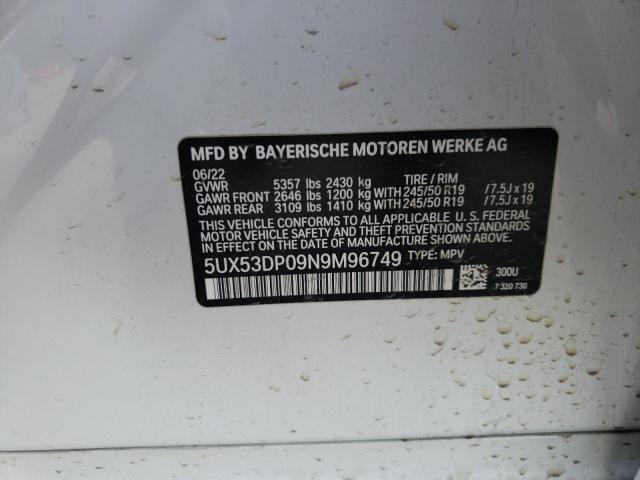 MFD BY BAYERISCHE MOTOREN WERKE AG
06/22
GVWR 5357 lbs 2430 kg TIRE / RIM
GAWR FRONT 2646 lbs 1200 kg WITH 245/50 R19 /7.5J x 19
GAWR REAR 3109 lbs 1410 kg WITH 245/50 R19 /7.5J x 19
THIS VEHICLE CONFORMS TO ALL APPLICABLE U. S. FEDERAL
MOTOR VEHICLE SAFETY AND THEFT PREVENTION STANDARDS
IN EFFECT ON THE DATE OF MANUFACTURE SHOWN ABOVE.
5UX53DP09N9M96749 TYPE: MPV
300U
7 320 730